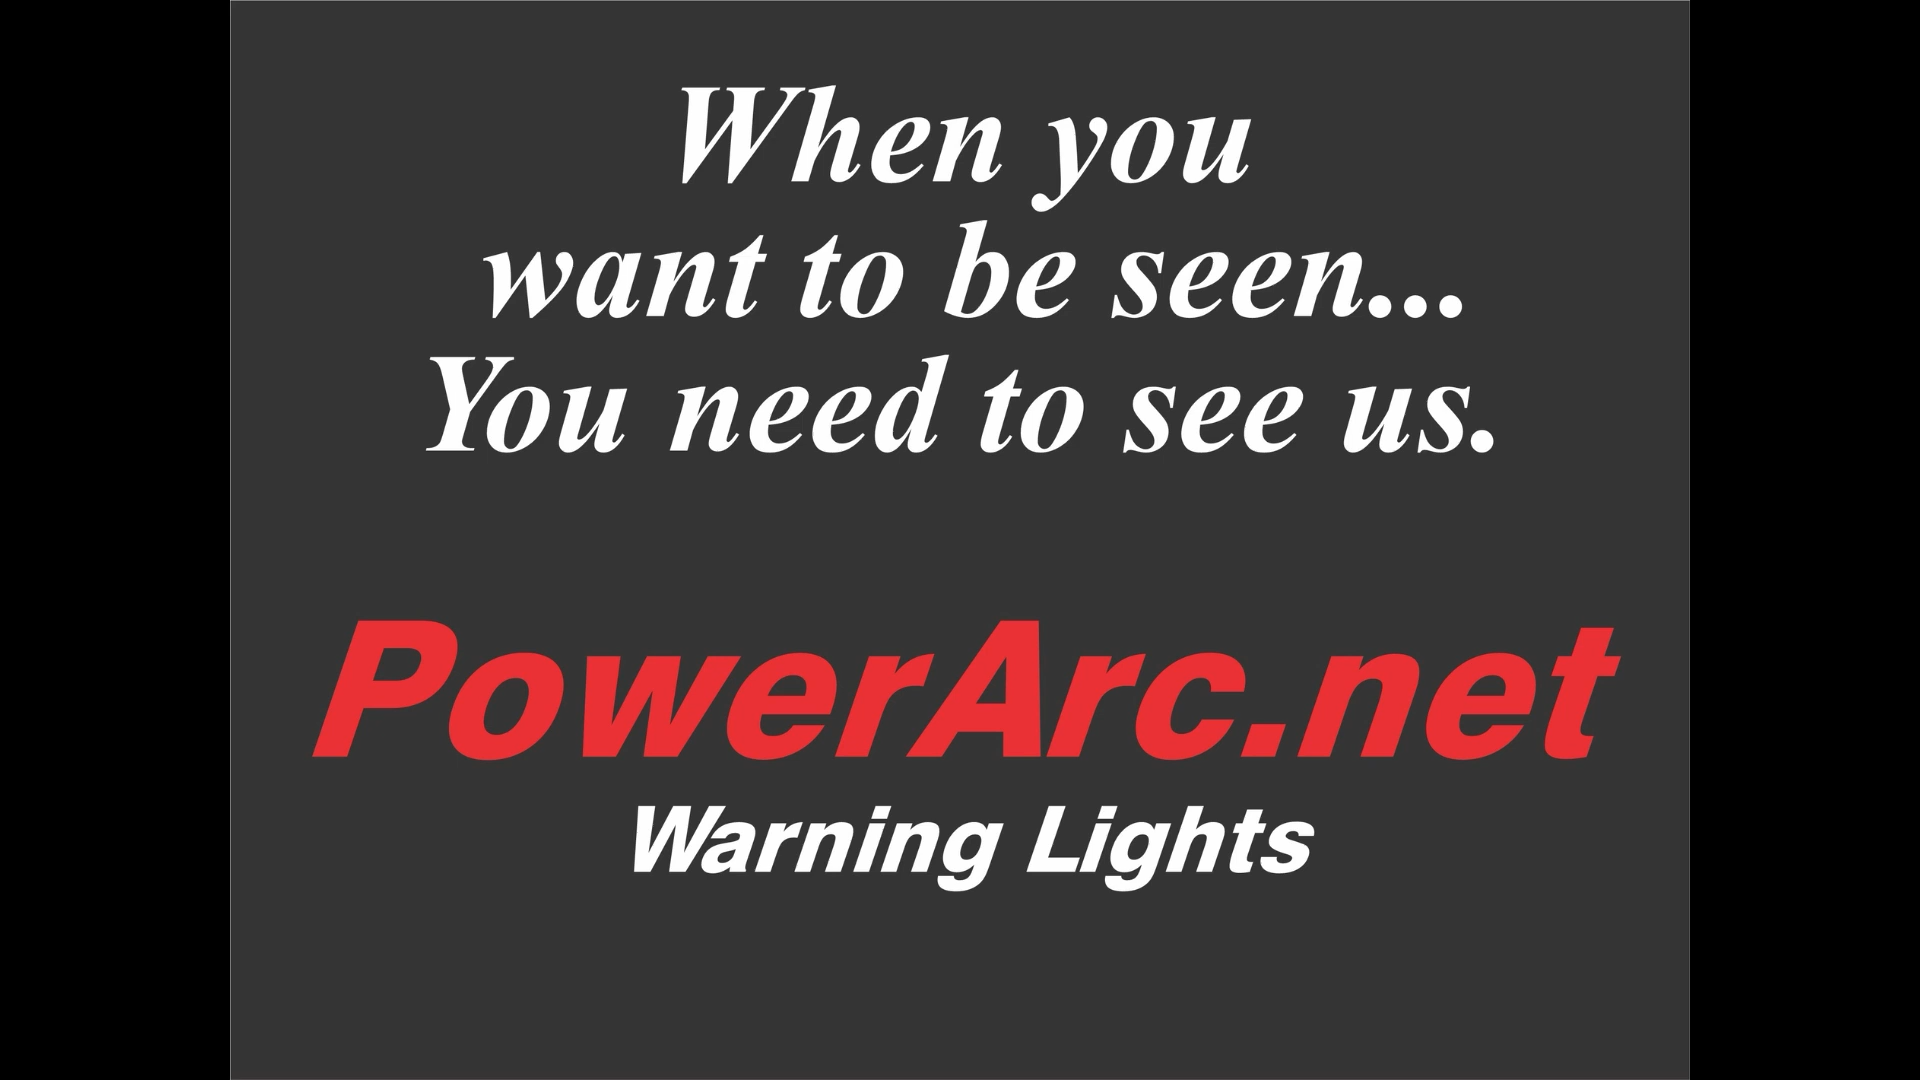 When you
want to be seen...
You need to see us.
PowerArc.net
Warning Lights